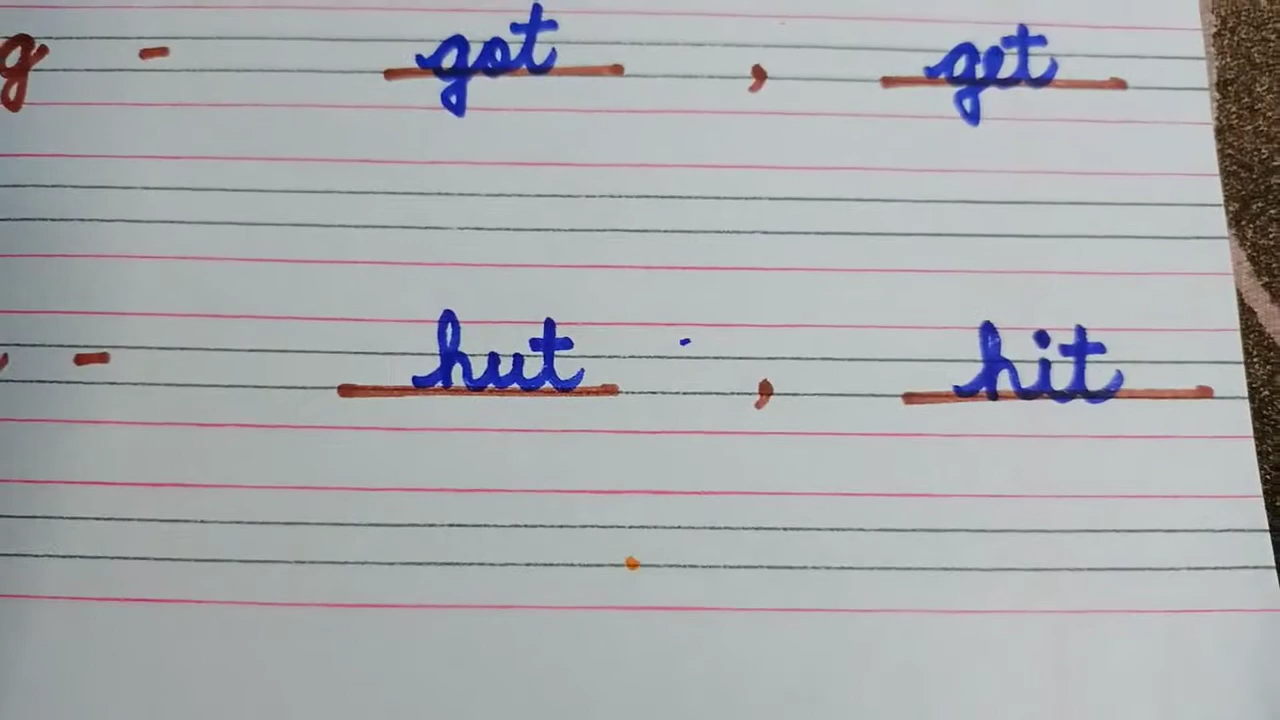 g - got , get
- hut , hit